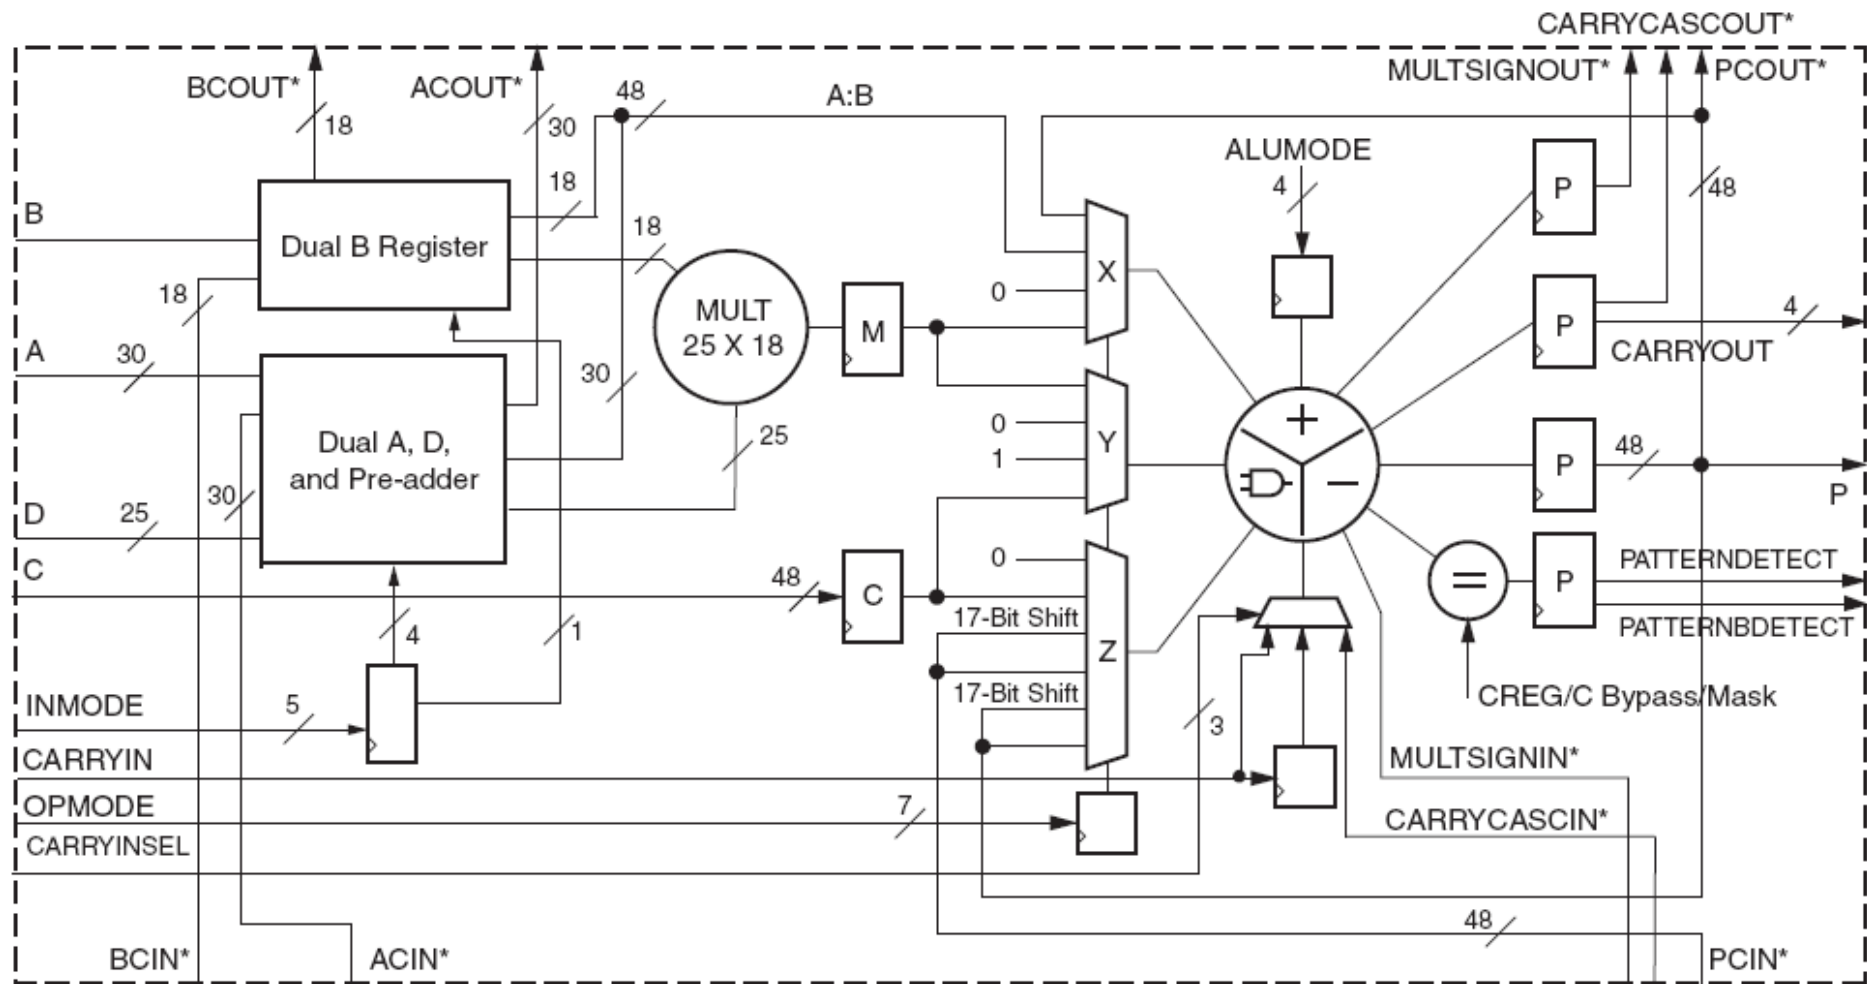 CARRYCASCOUT*
BCOUT*
ACOUT*
48
A:B
MULTSIGNOUT*
PCOUT*
18
30
ALUMODE
4
P
48
18
18
B
Dual B Register
X
0
18
MULT
25 X 18
M
P
4
CARRYOUT
A
30
30
0
Y
1
25
Dual A, D,
and Pre-adder
+
−
48
P
P
D
25
30
C
48
C
0
17-Bit Shift
Z
17-Bit Shift
=
P
PATTERNDETECT
PATTERNBDETECT
4
1
CREG/C Bypass/Mask
INMODE
5
3
CARRYIN
MULTSIGNIN*
OPMODE
7
CARRYCASCIN*
CARRYINSEL
48
BCIN*
ACIN*
PCIN*